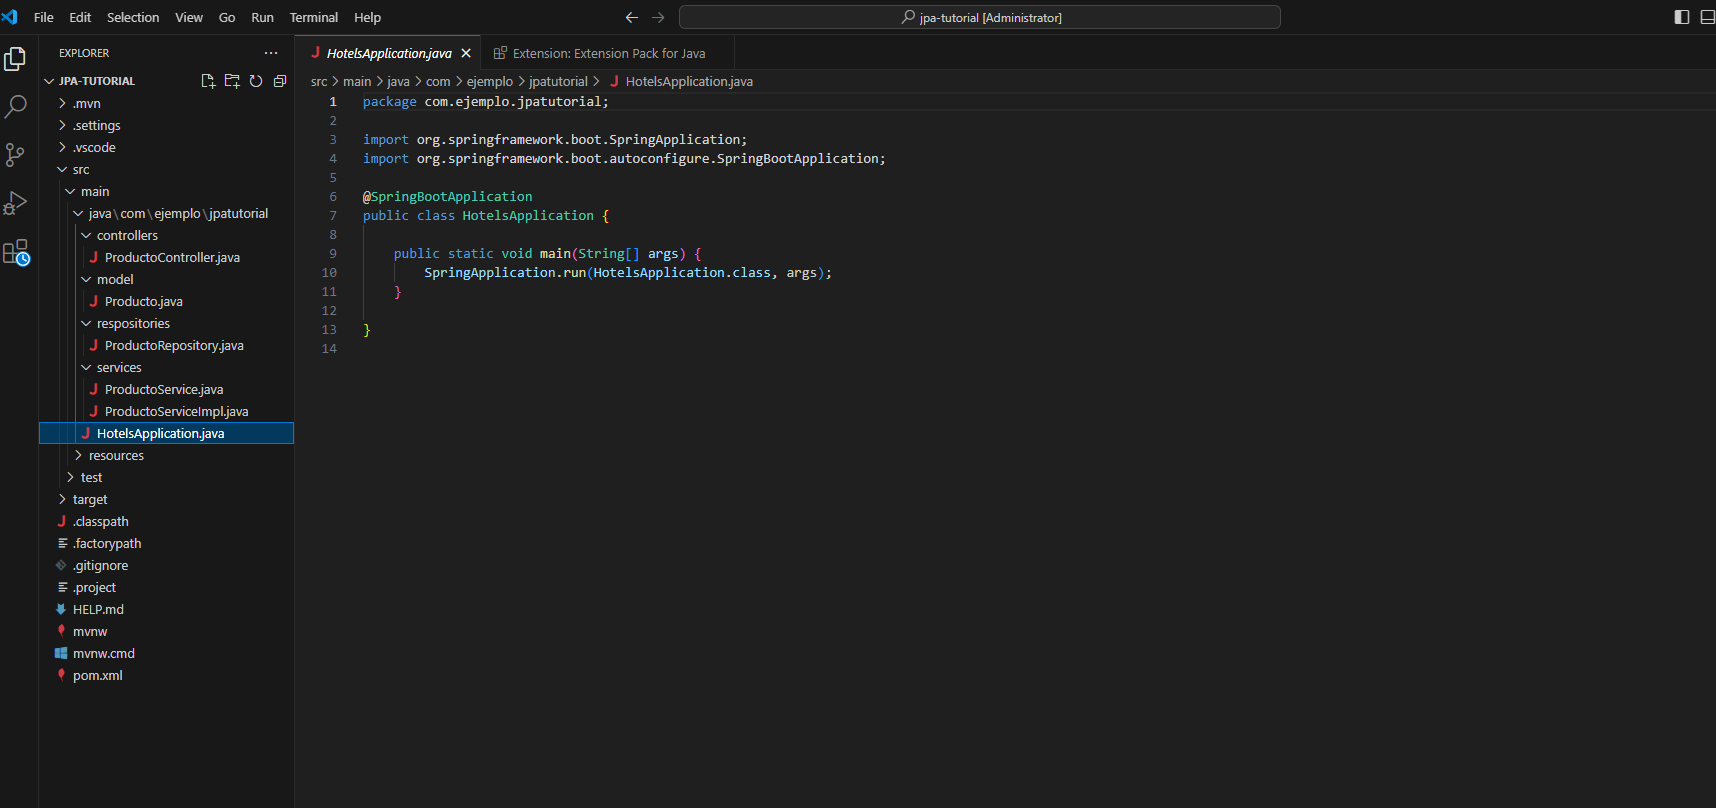 File Edit Selection View Go Run Terminal Help
jpa-tutorial [Administrator]
EXPLORER
JPA-TUTORIAL
.mvn
.settings
.vscode
src
main
java\com\ejemplo\jpatutorial
controllers
ProductoController.java
model
Producto.java
respositories
ProductoRepository.java
services
ProductoService.java
ProductoServiceImpl.java
HotelsApplication.java
resources
test
target
.classpath
.factorypath
.gitignore
.project
HELP.md
mvnw
mvnw.cmd
pom.xml
HotelsApplication.java Extension: Extension Pack for Java
src > main > java > com > ejemplo > jpatutorial > HotelsApplication.java
1 package com.ejemplo.jpatutorial;
2
3 import org.springframework.boot.SpringApplication;
4 import org.springframework.boot.autoconfigure.SpringBootApplication;
5
6 @SpringBootApplication
7 public class HotelsApplication {
8
9 public static void main(String[] args) {
10 SpringApplication.run(HotelsApplication.class, args);
11 }
12
13 }
14